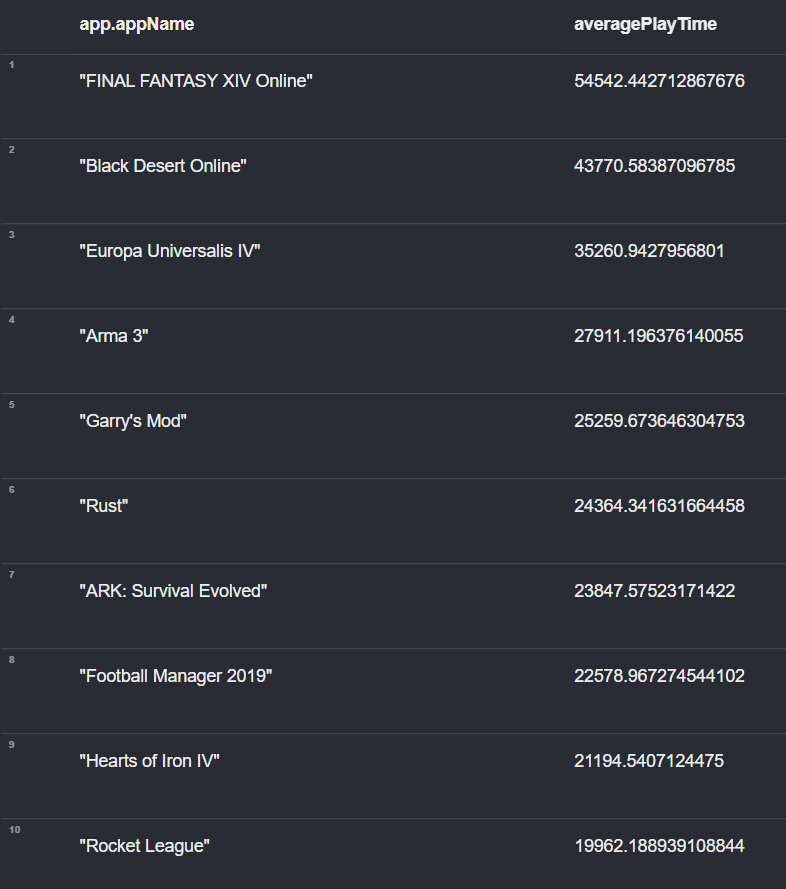 app.appName averagePlayTime
1 "FINAL FANTASY XIV Online" 54542.442712867676
2 "Black Desert Online" 43770.58387096785
3 "Europa Universalis IV" 35260.9427956801
4 "Arma 3" 27911.196376140055
5 "Garry's Mod" 25259.673646304753
6 "Rust" 24364.341631664458
7 "ARK: Survival Evolved" 23847.57523171422
8 "Football Manager 2019" 22578.967274544102
9 "Hearts of Iron IV" 21194.5407124475
10 "Rocket League" 19962.188939108844